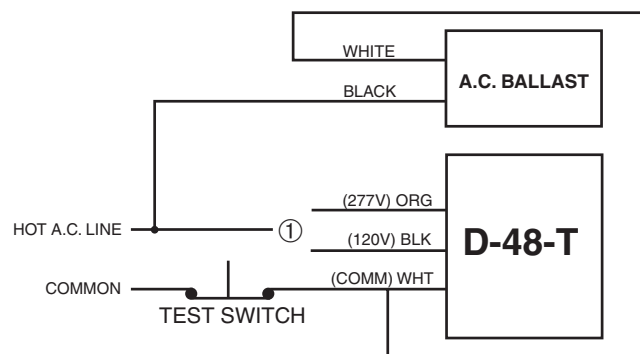 WHITE
A.C. BALLAST
BLACK
(277V) ORG
HOT A.C. LINE
①
(120V) BLK
D-48-T
COMMON
(COMM) WHT
TEST SWITCH